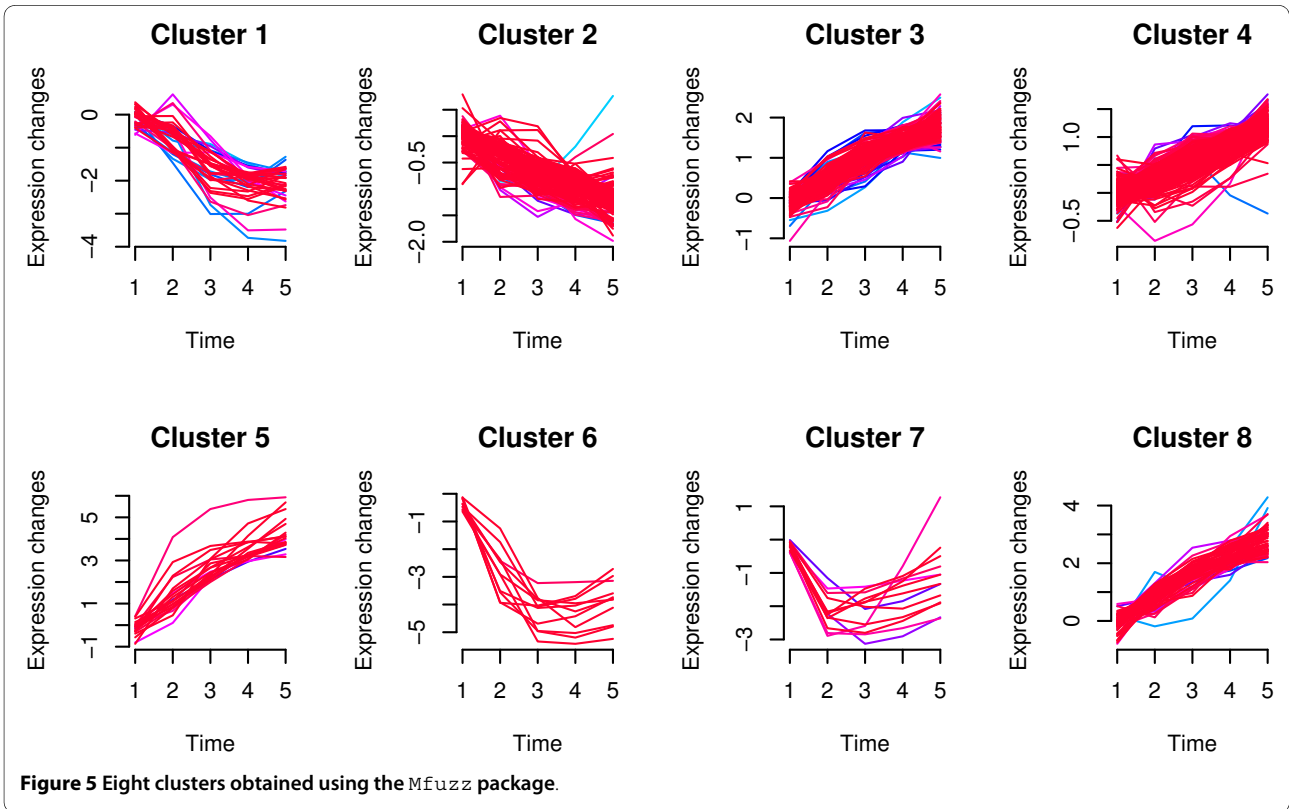 Cluster 1
Expression changes
0
−2
−4
1 2 3 4 5
Time
Cluster 2
Expression changes
−0.5
−2.0
1 2 3 4 5
Time
Cluster 3
Expression changes
2
1
0
−1
1 2 3 4 5
Time
Cluster 4
Expression changes
1.0
−0.5
1 2 3 4 5
Time
Cluster 5
Expression changes
5
3
1
−1
1 2 3 4 5
Time
Cluster 6
Expression changes
−1
−3
−5
1 2 3 4 5
Time
Cluster 7
Expression changes
1
−1
−3
1 2 3 4 5
Time
Cluster 8
Expression changes
4
2
0
1 2 3 4 5
Time
Figure 5 Eight clusters obtained using the Mfuzz package.